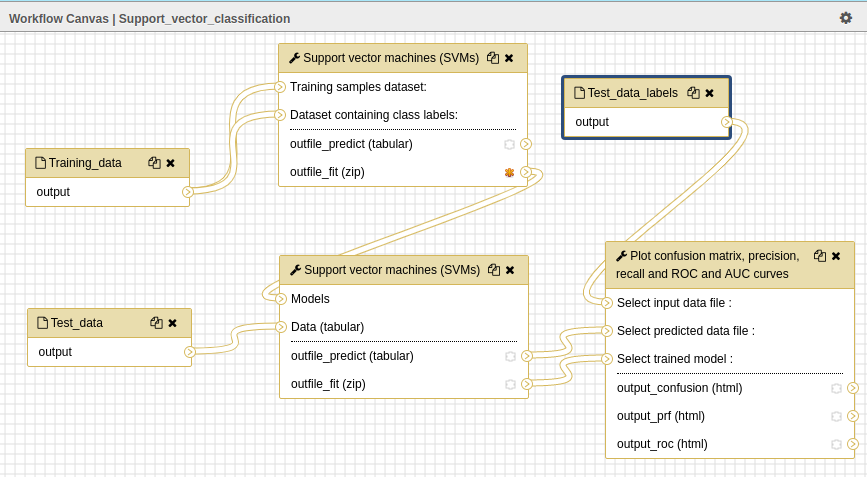 Workflow Canvas | Support_vector_classification
Support vector machines (SVMs)
Training samples dataset:
Dataset containing class labels:
outfile_predict (tabular)
outfile_fit (zip)
Test_data_labels
output
Training_data
output
Support vector machines (SVMs)
Models
Data (tabular)
outfile_predict (tabular)
outfile_fit (zip)
Test_data
output
Plot confusion matrix, precision,
recall and ROC and AUC curves
Select input data file :
Select predicted data file :
Select trained model :
output_confusion (html)
output_prf (html)
output_roc (html)